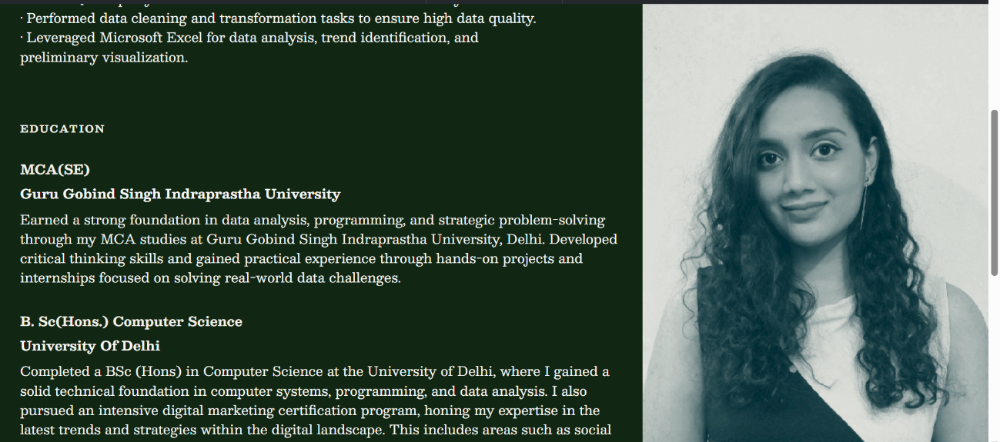 · Performed data cleaning and transformation tasks to ensure high data quality.
· Leveraged Microsoft Excel for data analysis, trend identification, and
preliminary visualization.
EDUCATION
MCA(SE)
Guru Gobind Singh Indraprastha University
Earned a strong foundation in data analysis, programming, and strategic problem-solving
through my MCA studies at Guru Gobind Singh Indraprastha University, Delhi. Developed
critical thinking skills and gained practical experience through hands-on projects and
internships focused on solving real-world data challenges.
B. Sc(Hons.) Computer Science
University Of Delhi
Completed a BSc (Hons) in Computer Science at the University of Delhi, where I gained a
solid technical foundation in computer systems, programming, and data analysis. I also
pursued an intensive digital marketing certification program, honing my expertise in the
latest trends and strategies within the digital landscape. This includes areas such as social